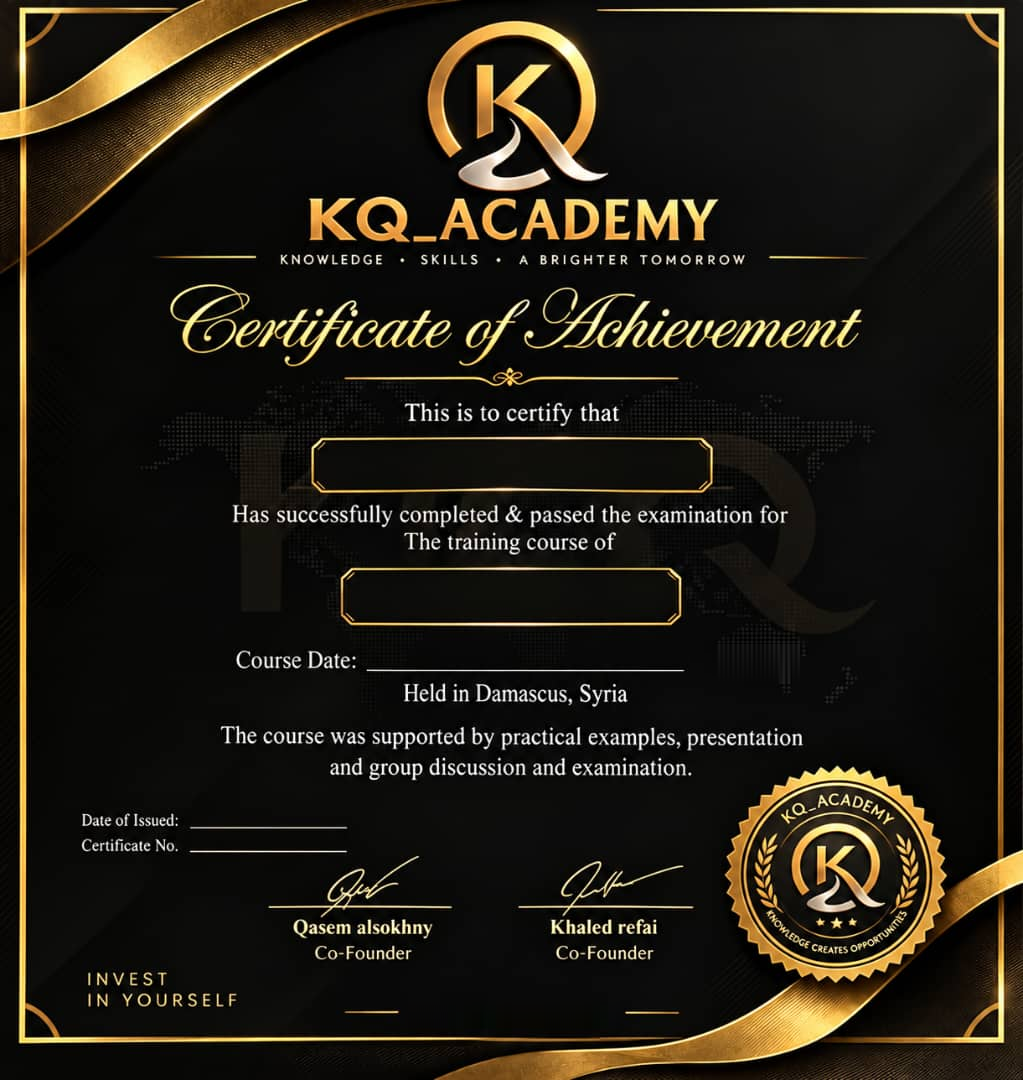 KQ
KQ_ACADEMY
KNOWLEDGE • SKILLS • A BRIGHTER TOMORROW
Certificate of Achievement
This is to certify that
Has successfully completed & passed the examination for
The training course of
Course Date:
Held in Damascus, Syria
The course was supported by practical examples, presentation
and group discussion and examination.
Date of Issued:
Certificate No.
Qasem alsokhny
Co-Founder
Khaled refai
Co-Founder
KQ_ACADEMY
KQ
KNOWLEDGE CREATES OPPORTUNITIES
INVEST
IN YOURSELF